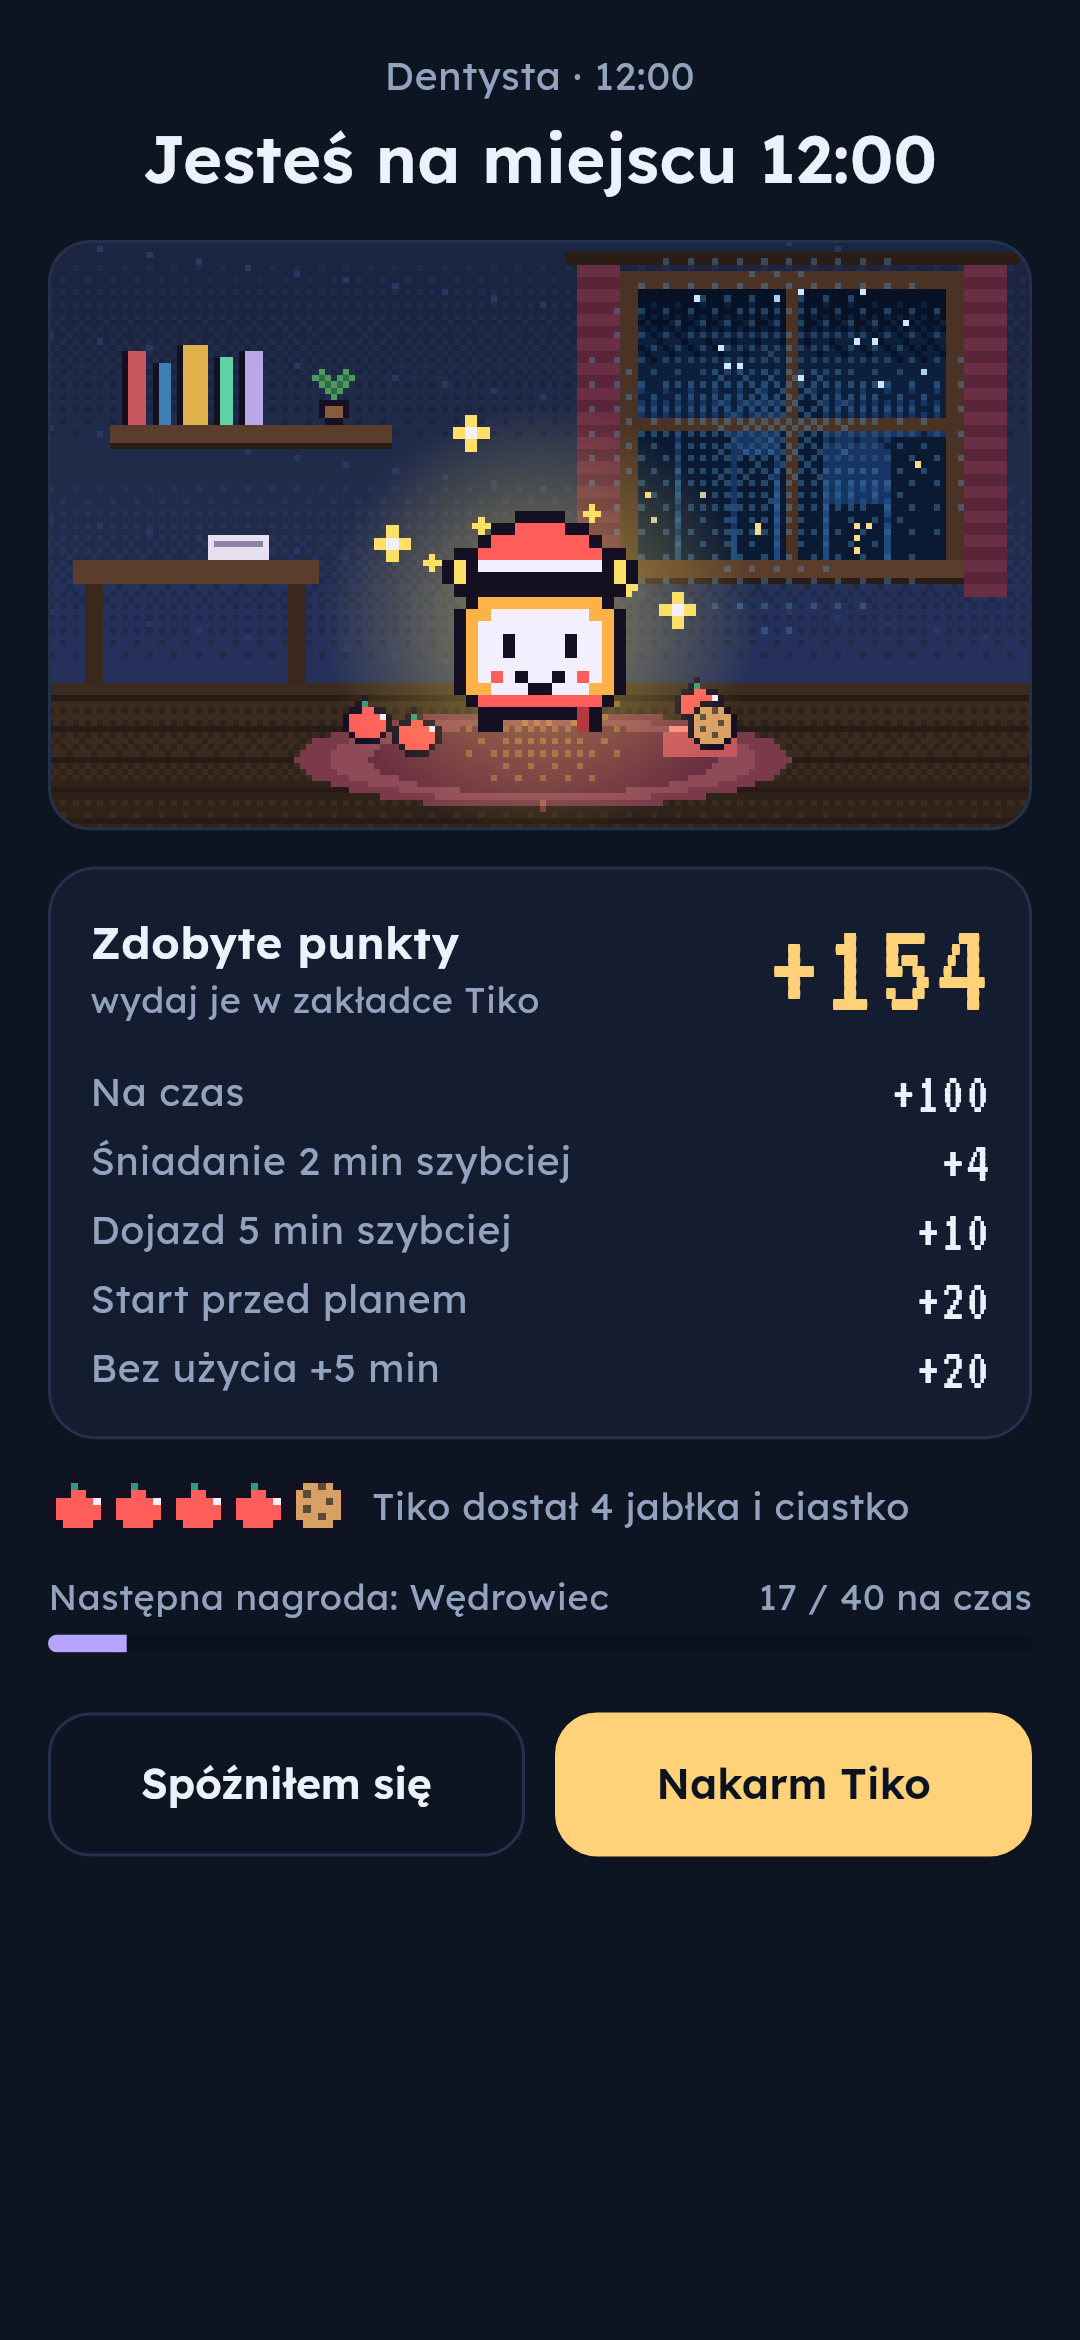 Dentysta · 12:00
Jesteś na miejscu 12:00
Zdobyte punkty
+154
wydaj je w zakładce Tiko
Na czas +100
Śniadanie 2 min szybciej +4
Dojazd 5 min szybciej +10
Start przed planem +20
Bez użycia +5 min +20
Tiko dostał 4 jabłka i ciastko
Następna nagroda: Wędrowiec 17 / 40 na czas
Spóźniłem się Nakarm Tiko